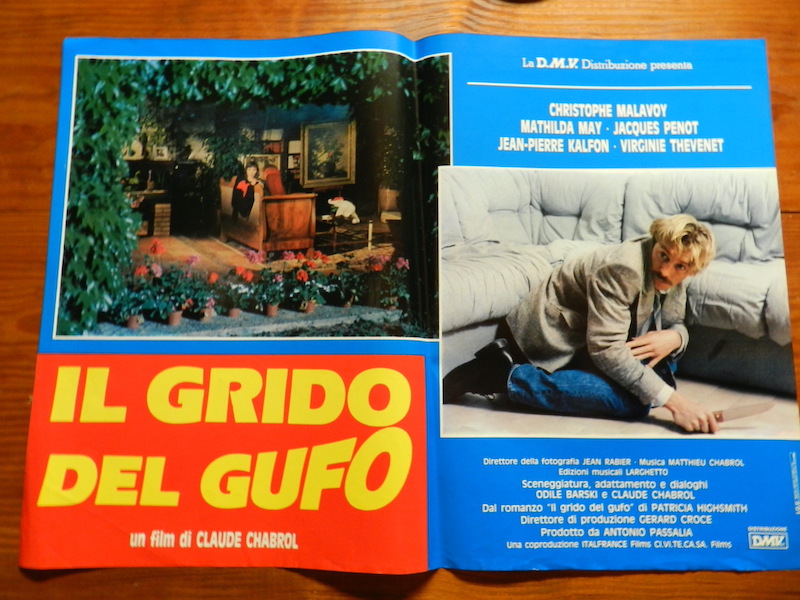 La D.M.V. Distribuzione presenta
CHRISTOPHE MALAVOY
MATHILDA MAY · JACQUES PENOT
JEAN-PIERRE KALFON · VIRGINIE THEVENET
IL GRIDO
DEL GUFO
un film di CLAUDE CHABROL
Direttore della fotografia JEAN RABIER · Musica MATTHIEU CHABROL
Edizioni musicali LARGHETTO
Sceneggiatura, adattamento e dialoghi
ODILE BARSKI e CLAUDE CHABROL
Dal romanzo "Il grido del gufo" di PATRICIA HIGHSMITH
Direttore di produzione GERARD CROCE
Prodotto da ANTONIO PASSALIA
Una coproduzione ITALFRANCE Films CI.VI.TE.CA.SA. Films
DISTRIBUZIONE
D.M.V.